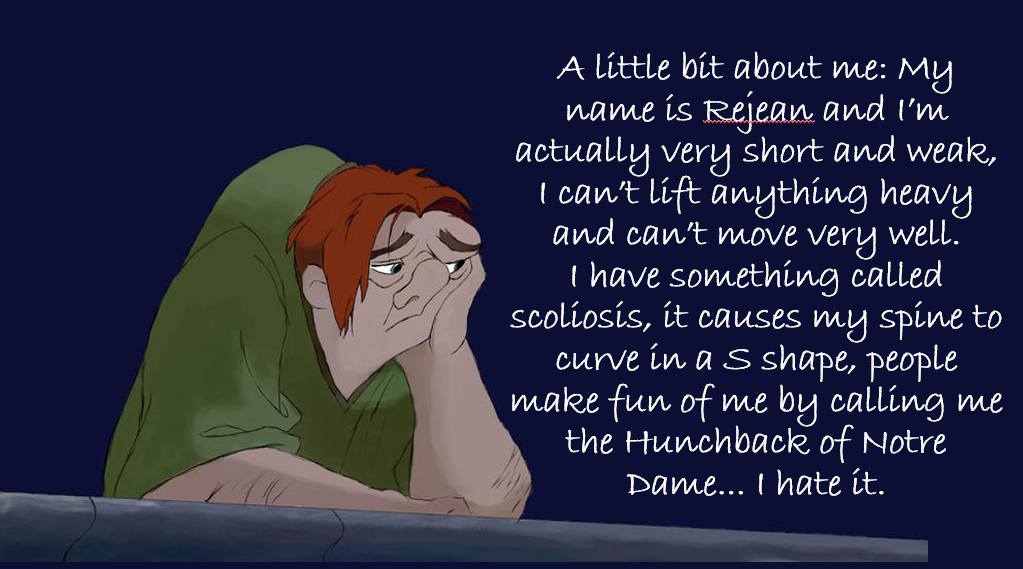 A little bit about me: My
name is Rejean and I'm
actually very short and weak,
I can't lift anything heavy
and can't move very well.
I have something called
scoliosis, it causes my spine to
curve in a S shape, people
make fun of me by calling me
the Hunchback of Notre
Dame... I hate it.